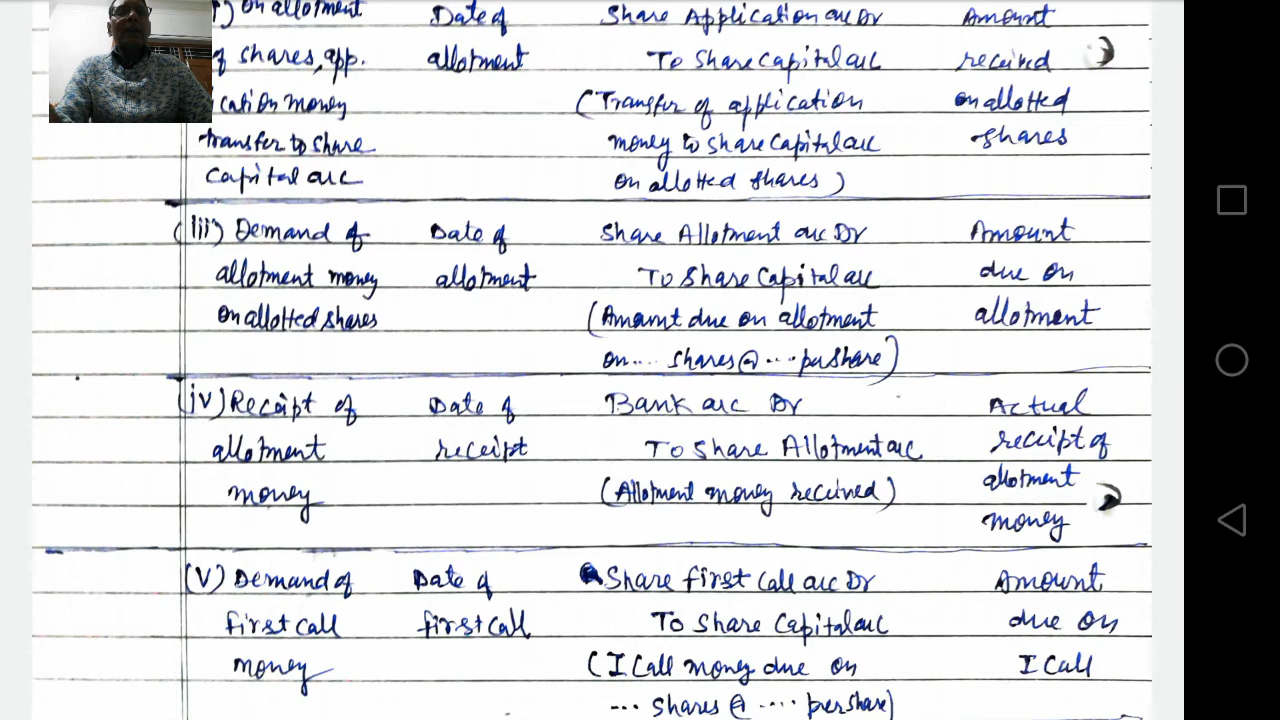 ) On allotment Date of Share Application a/c Dr Amount
of shares, app. allotment To Share Capital a/c received
ication money (Transfer of application on allotted
transfer to share money to share capital a/c shares
Capital a/c on allotted shares)
(iii) Demand of Date of Share Allotment a/c Dr Amount
allotment money allotment To Share Capital a/c due on
on allotted shares (Amount due on allotment allotment
on.... shares @ .... per share)
(iv) Receipt of Date of Bank a/c Dr Actual
allotment receipt To Share Allotment a/c receipt of
money (Allotment money received) allotment
money
(v) Demand of Date of Share first Call a/c Dr Amount
first call first call To Share Capital a/c due on
money (I Call money due on I Call
... shares @ .... per share)